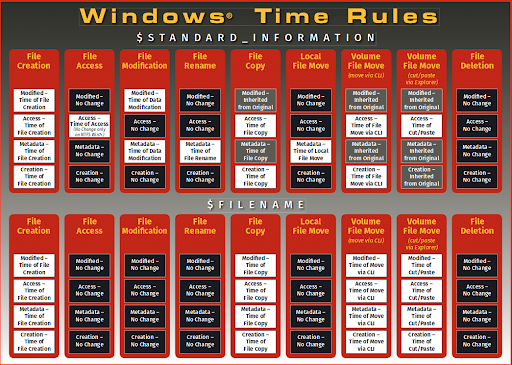 Windows® Time Rules
$STANDARD_INFORMATION
File
Creation
Modified –
Time of File
Creation
Access –
Time of
File Creation
Metadata –
Time of
File Creation
Creation –
Time of
File Creation
File
Access
Modified –
No Change
Access –
Time of Access
(No Change only
on NTFS
Metadata –
No Change
Creation –
No Change
File
Modification
Modified –
Time of Data
Modification
Access –
No Change
Metadata –
Time of Data
Modification
Creation –
No Change
File
Rename
Modified –
No Change
Access –
No Change
Metadata –
Time of
File Rename
Creation –
No Change
File
Copy
Modified –
Inherited
from Original
Access –
Time of
File Copy
Metadata –
Time of
File Copy
Creation –
Time of
File Copy
Local
File Move
Modified –
No Change
Access –
No Change
Metadata –
Time of Local
File Move
Creation –
No Change
Volume
File Move
(move via CLI)
Modified –
Inherited
from Original
Access –
Time of File
Move via CLI
Metadata –
Inherited
from Original
Creation –
Time of File
Move via CLI
Volume
File Move
(cut/paste
via Explorer)
Modified –
Inherited
from Original
Access –
Time of
Cut/Paste
Metadata –
Inherited
from Original
Creation –
Inherited
from Original
File
Deletion
Modified –
No Change
Access –
No Change
Metadata –
No Change
Creation –
No Change
$FILENAME
File
Creation
Modified –
Time of File
Creation
Access –
Time of
File Creation
Metadata –
Time of
File Creation
Creation –
Time of
File Creation
File
Access
Modified –
No Change
Access –
No Change
Metadata –
No Change
Creation –
No Change
File
Modification
Modified –
No Change
Access –
No Change
Metadata –
No Change
Creation –
No Change
File
Rename
Modified –
No Change
Access –
No Change
Metadata –
No Change
Creation –
No Change
File
Copy
Modified –
Time of
File Copy
Access –
Time of
File Copy
Metadata –
Time of
File Copy
Creation –
Time of
File Copy
Local
File Move
Modified –
No Change
Access –
No Change
Metadata –
No Change
Creation –
No Change
Volume
File Move
(move via CLI)
Modified –
Time of
Move via CLI
Access –
Time of
Move via CLI
Metadata –
Time of
Move via CLI
Creation –
Time of
Move via CLI
Volume
File Move
(cut/paste
via Explorer)
Modified –
Time of
Cut/Paste
Access –
Time of
Cut/Paste
Metadata –
Time of
Cut/Paste
Creation –
Time of
Cut/Paste
File
Deletion
Modified –
No Change
Access –
No Change
Metadata –
No Change
Creation –
No Change